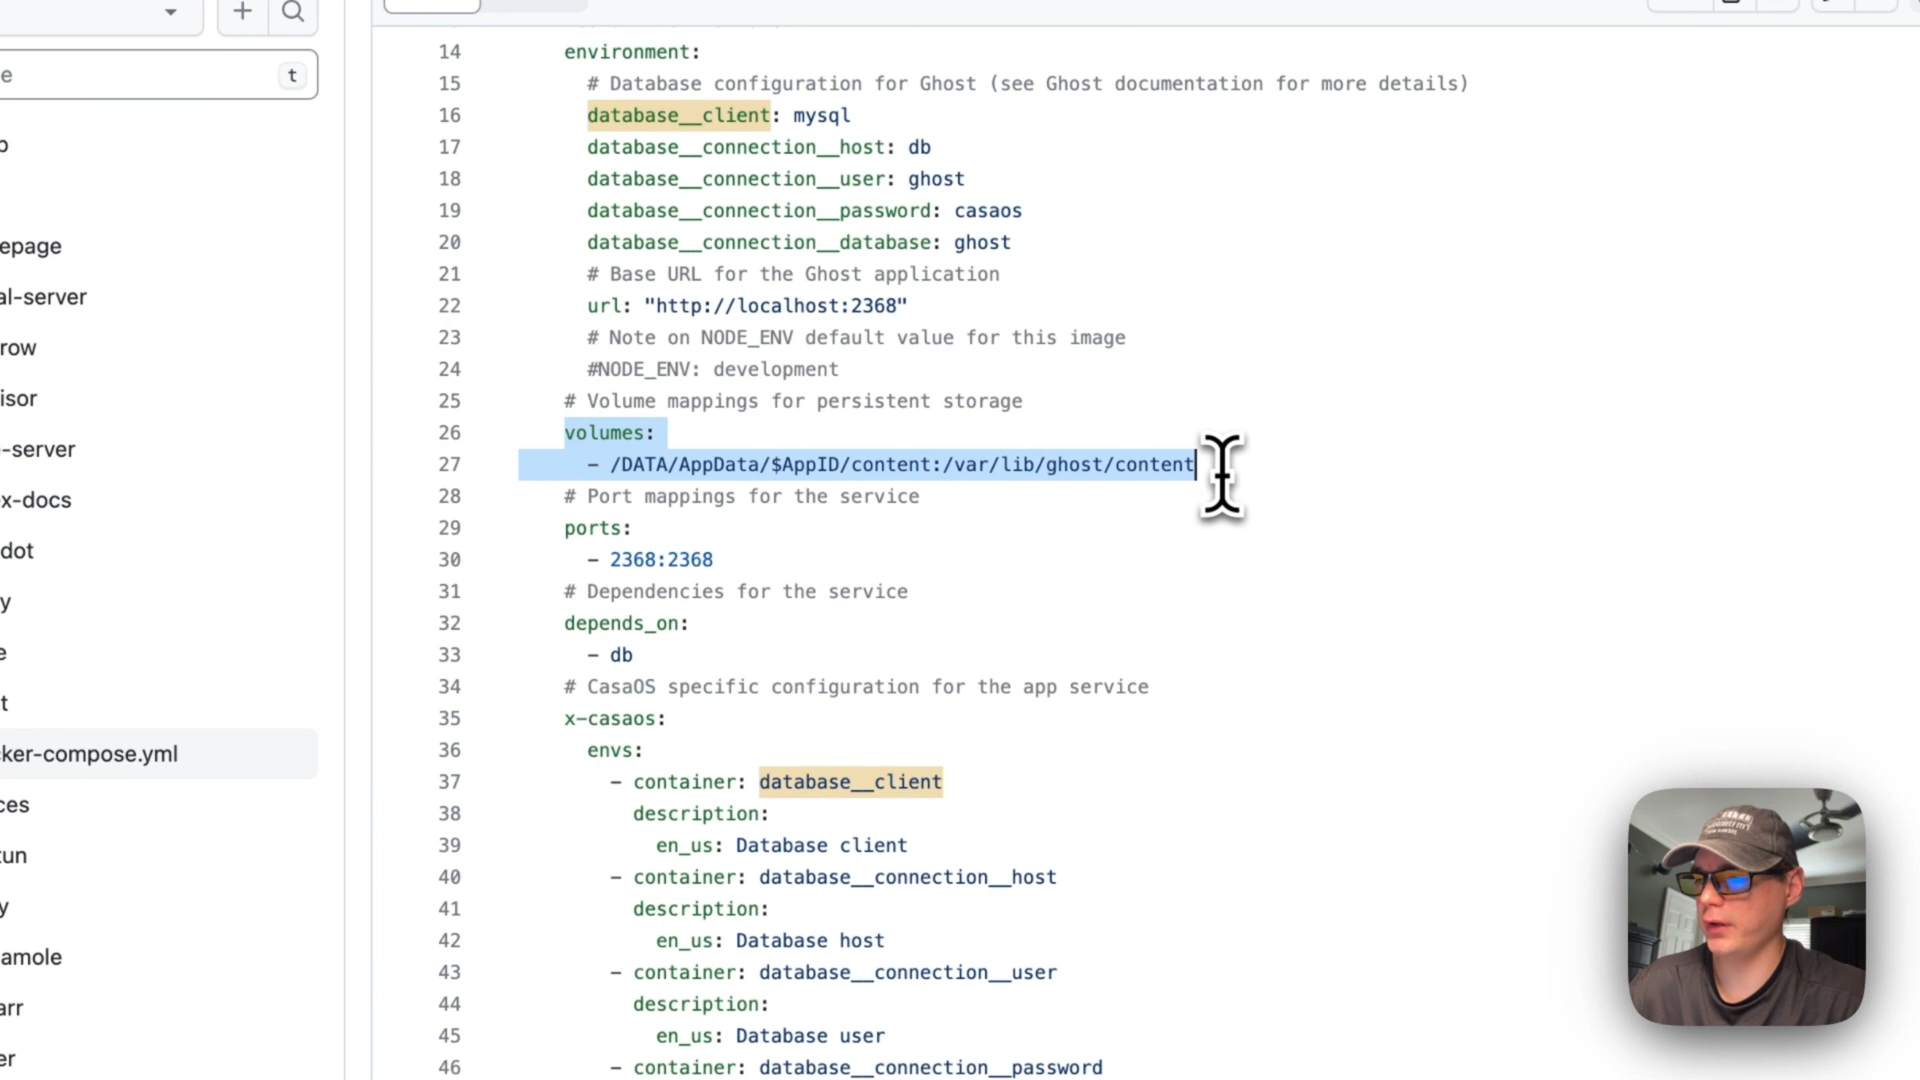 e
t
b
epage
al-server
row
isor
-server
x-docs
dot
y
e
t
ker-compose.yml
ces
tun
y
amole
arr
er
14 environment:
15 # Database configuration for Ghost (see Ghost documentation for more details)
16 database__client: mysql
17 database__connection__host: db
18 database__connection__user: ghost
19 database__connection__password: casaos
20 database__connection__database: ghost
21 # Base URL for the Ghost application
22 url: "http://localhost:2368"
23 # Note on NODE_ENV default value for this image
24 #NODE_ENV: development
25 # Volume mappings for persistent storage
26 volumes:
27 - /DATA/AppData/$AppID/content:/var/lib/ghost/content
28 # Port mappings for the service
29 ports:
30 - 2368:2368
31 # Dependencies for the service
32 depends_on:
33 - db
34 # CasaOS specific configuration for the app service
35 x-casaos:
36 envs:
37 - container: database__client
38 description:
39 en_us: Database client
40 - container: database__connection__host
41 description:
42 en_us: Database host
43 - container: database__connection__user
44 description:
45 en_us: Database user
46 - container: database__connection__password